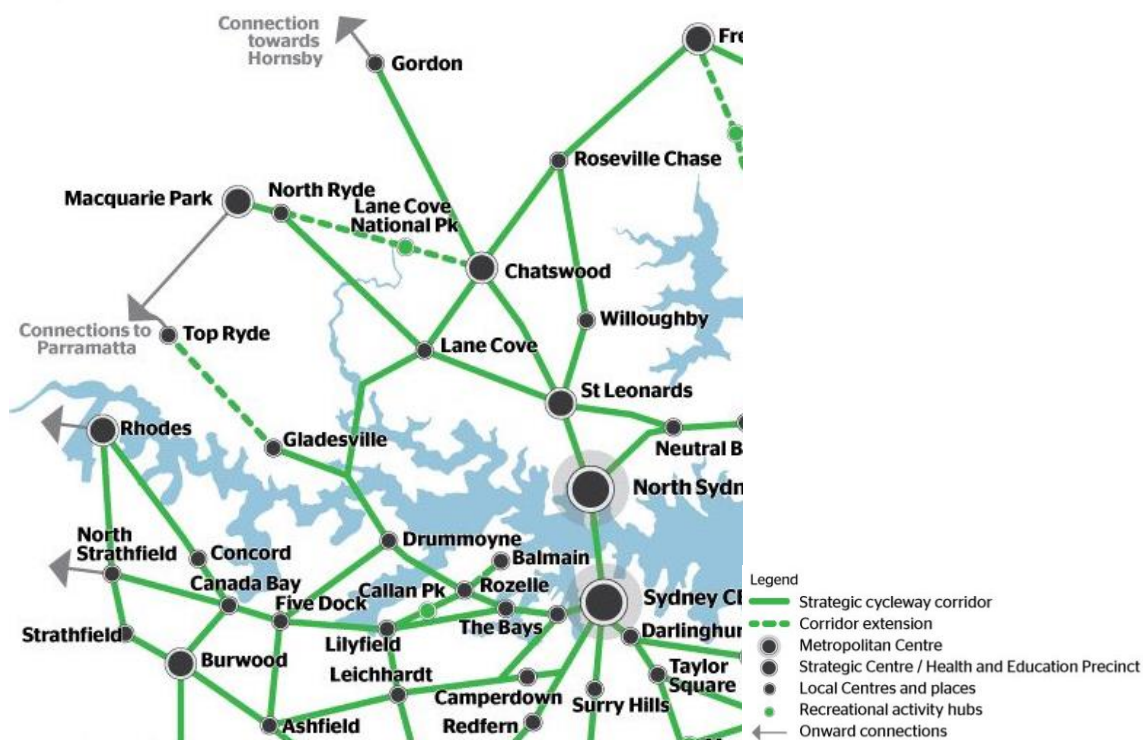 Connection
towards
Hornsby
Gordon
Fre
Roseville Chase
Macquarie Park
North Ryde
Lane Cove
National Pk
Chatswood
Connections to
Parramatta
Top Ryde
Willoughby
Lane Cove
St Leonards
Rhodes
Gladesville
Neutral B
North Sydn
North
Strathfield
Concord
Drummoyne
Balmain
Canada Bay
Callan Pk
Rozelle
Five Dock
Sydney CB
Strathfield
Lilyfield
The Bays
Darlinghur
Burwood
Leichhardt
Taylor
Square
Camperdown
Surry Hills
Ashfield
Redfern
Legend
Strategic cycleway corridor
Corridor extension
Metropolitan Centre
Strategic Centre / Health and Education Precinct
Local Centres and places
Recreational activity hubs
Onward connections